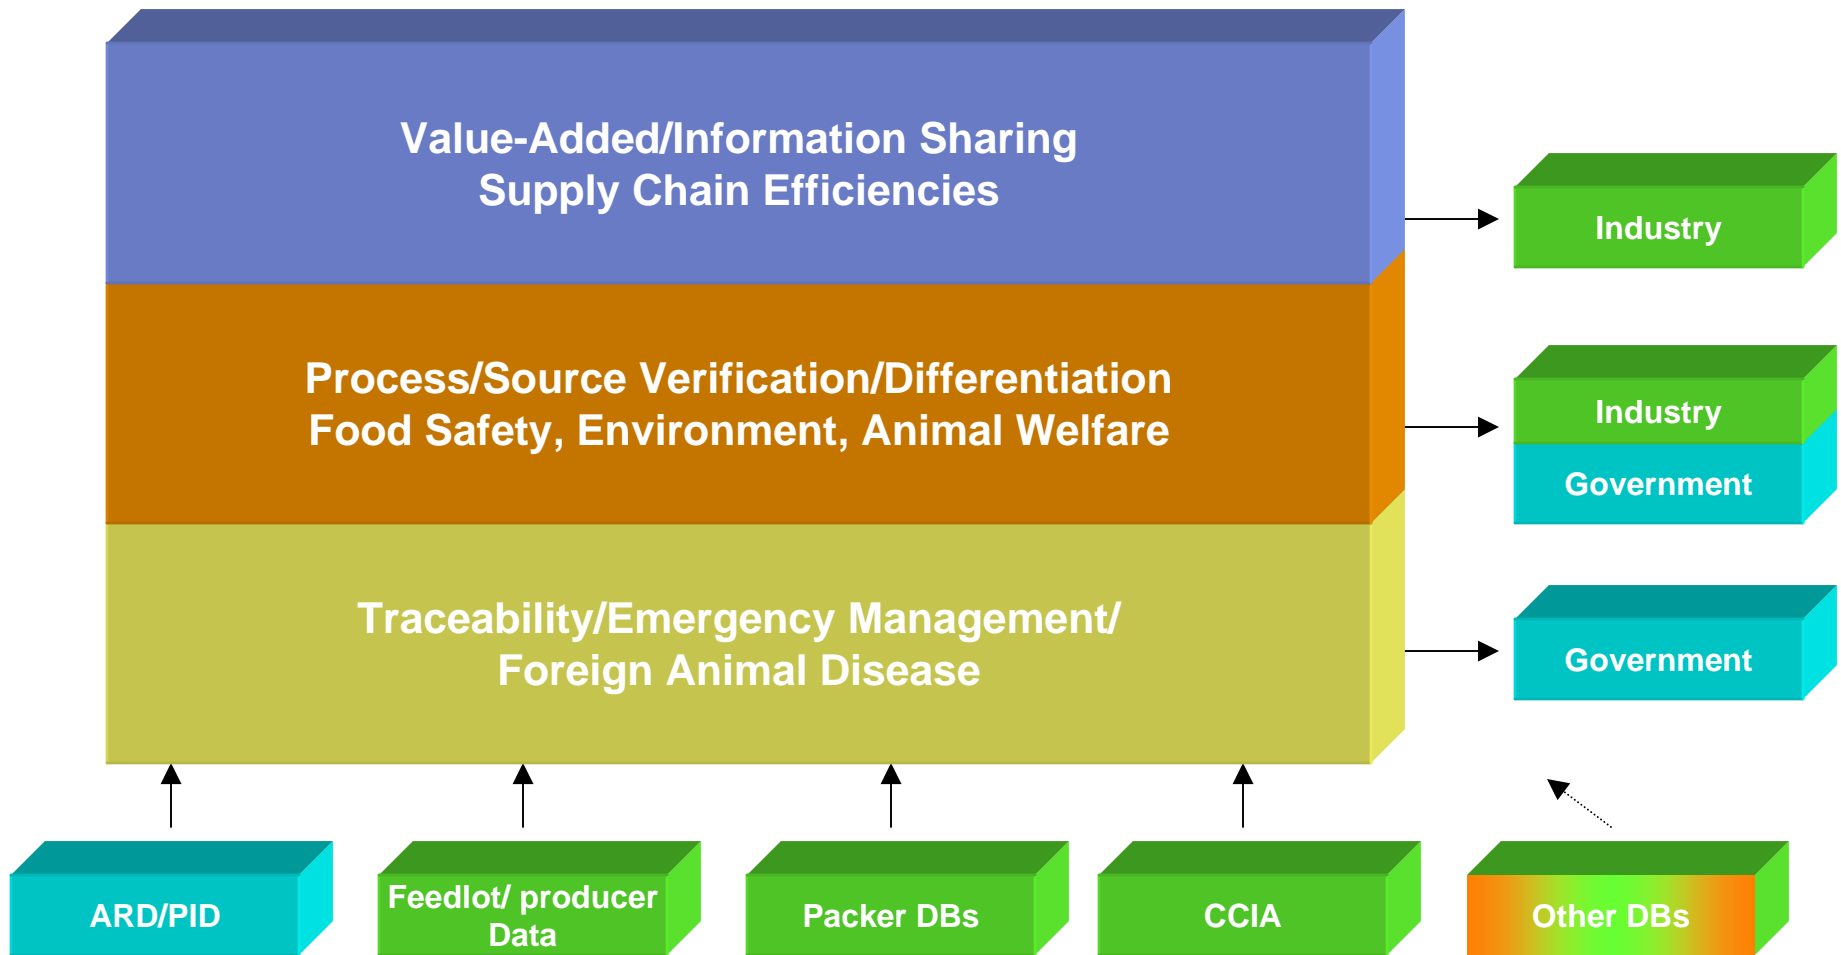 Value-Added/Information Sharing
Supply Chain Efficiencies
Industry
Process/Source Verification/Differentiation
Food Safety, Environment, Animal Welfare
Industry
Government
Traceability/Emergency Management/
Foreign Animal Disease
Government
ARD/PID
Feedlot/ producer
Data
Packer DBs
CCIA
Other DBs